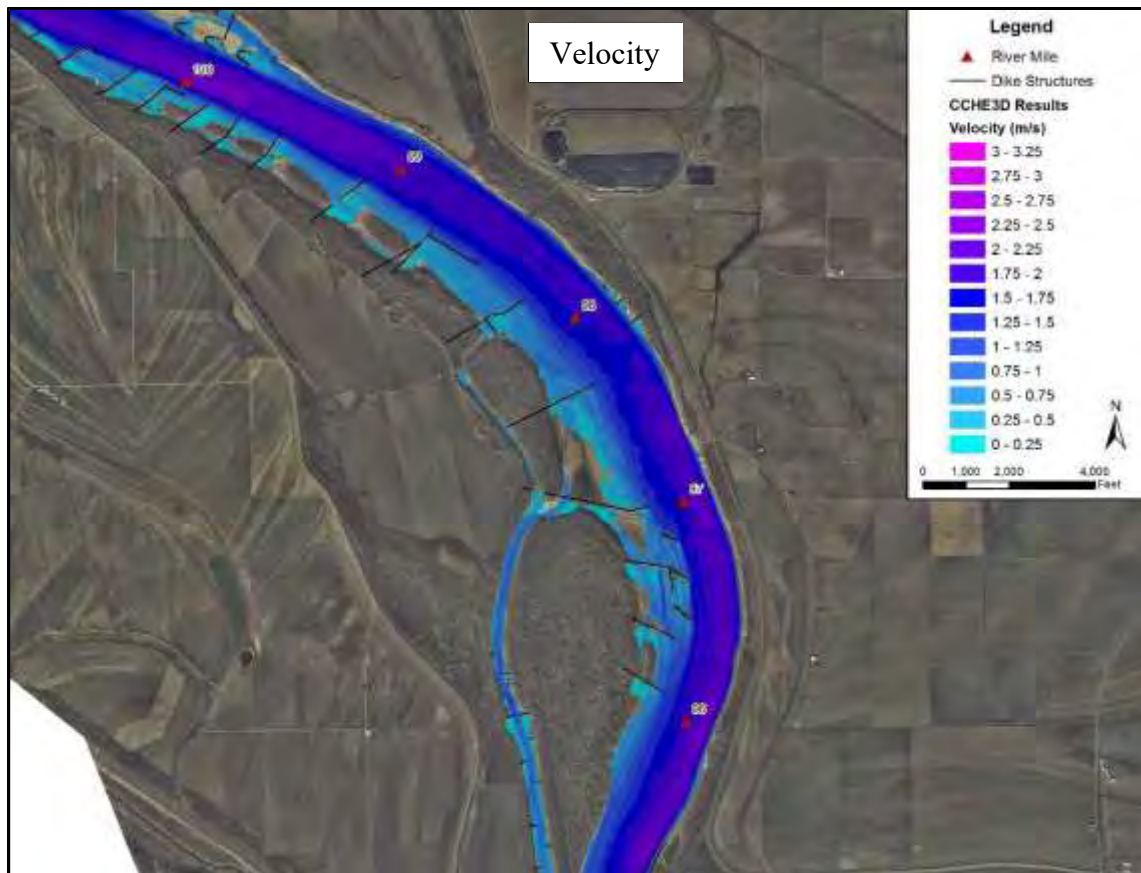 Velocity
Legend
River Mile
Dike Structures
CCHE3D Results
Velocity (m/s)
3 - 3.25
2.75 - 3
2.5 - 2.75
2.25 - 2.5
2 - 2.25
1.75 - 2
1.5 - 1.75
1.25 - 1.5
1 - 1.25
0.75 - 1
0.5 - 0.75
0.25 - 0.5
0 - 0.25
N
0 1,000 2,000 4,000
Feet
100
99
98
97
96